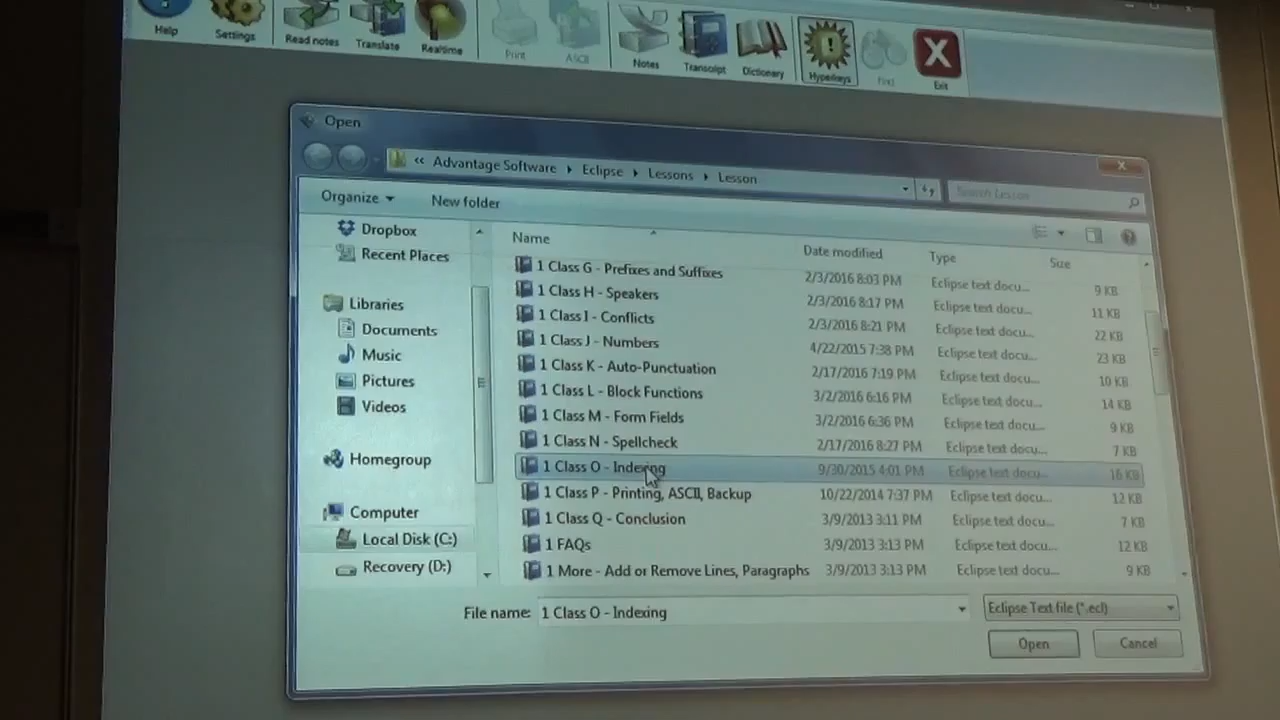 Help Settings Read notes Translate Realtime Print ASCII Notes Transcript Dictionary Hyperkeys Find Exit
Open
« Advantage Software Eclipse Lessons Lesson Search Lesson
Organize New folder
Name Date modified Type Size
Dropbox
Recent Places
Libraries
Documents
Music
Pictures
Videos
Homegroup
Computer
Local Disk (C:)
Recovery (D:)
1 Class G - Prefixes and Suffixes 2/3/2016 8:03 PM Eclipse text docu... 9 KB
1 Class H - Speakers 2/3/2016 8:17 PM Eclipse text docu... 11 KB
1 Class I - Conflicts 2/3/2016 8:21 PM Eclipse text docu... 22 KB
1 Class J - Numbers 4/22/2015 7:38 PM Eclipse text docu... 23 KB
1 Class K - Auto-Punctuation 2/17/2016 7:19 PM Eclipse text docu... 10 KB
1 Class L - Block Functions 3/2/2016 6:16 PM Eclipse text docu... 14 KB
1 Class M - Form Fields 3/2/2016 6:36 PM Eclipse text docu... 9 KB
1 Class N - Spellcheck 2/17/2016 8:27 PM Eclipse text docu... 7 KB
1 Class O - Indexing 9/30/2015 4:01 PM Eclipse text docu... 16 KB
1 Class P - Printing, ASCII, Backup 10/22/2014 7:37 PM Eclipse text docu... 12 KB
1 Class Q - Conclusion 3/9/2013 3:11 PM Eclipse text docu... 7 KB
1 FAQs 3/9/2013 3:13 PM Eclipse text docu... 12 KB
1 More - Add or Remove Lines, Paragraphs 3/9/2013 3:13 PM Eclipse text docu... 9 KB
File name: 1 Class O - Indexing Eclipse Text file (*.ecl)
Open Cancel